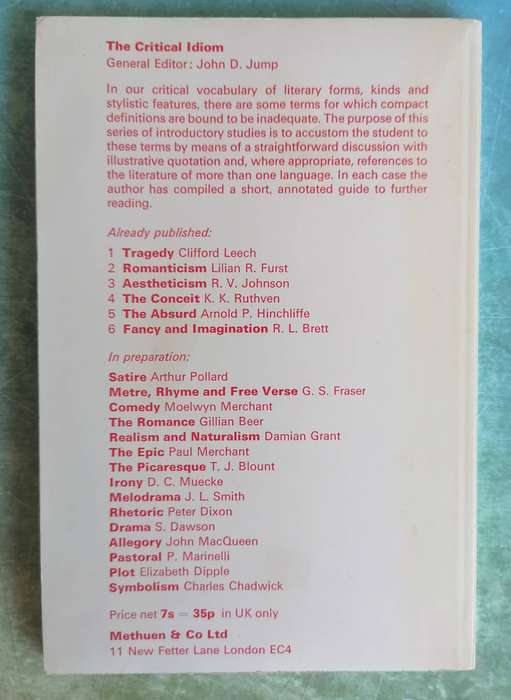 The Critical Idiom
General Editor: John D. Jump
In our critical vocabulary of literary forms, kinds and
stylistic features, there are some terms for which compact
definitions are bound to be inadequate. The purpose of this
series of introductory studies is to accustom the student to
these terms by means of a straightforward discussion with
illustrative quotation and, where appropriate, references to
the literature of more than one language. In each case the
author has compiled a short, annotated guide to further
reading.
Already published:
1 Tragedy Clifford Leech
2 Romanticism Lilian R. Furst
3 Aestheticism R. V. Johnson
4 The Conceit K. K. Ruthven
5 The Absurd Arnold P. Hinchliffe
6 Fancy and Imagination R. L. Brett
In preparation:
Satire Arthur Pollard
Metre, Rhyme and Free Verse G. S. Fraser
Comedy Moelwyn Merchant
The Romance Gillian Beer
Realism and Naturalism Damian Grant
The Epic Paul Merchant
The Picaresque T. J. Blount
Irony D. C. Muecke
Melodrama J. L. Smith
Rhetoric Peter Dixon
Drama S. Dawson
Allegory John MacQueen
Pastoral P. Marinelli
Plot Elizabeth Dipple
Symbolism Charles Chadwick
Price net 7s = 35p in UK only
Methuen & Co Ltd
11 New Fetter Lane London EC4